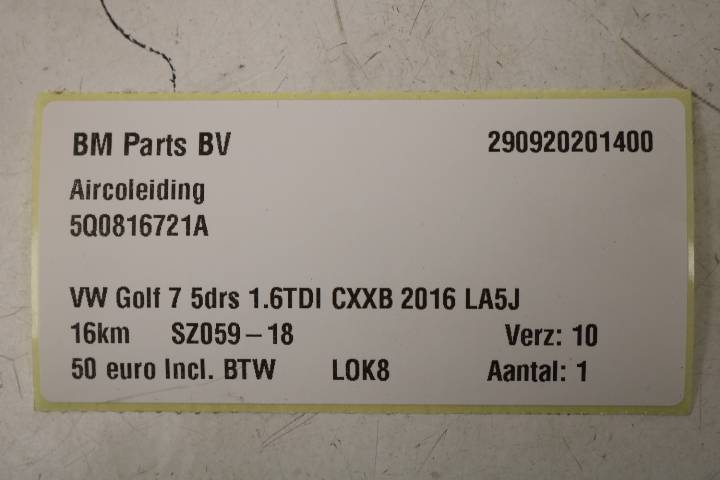 BM Parts BV 290920201400
Aircoleiding
5Q0816721A
VW Golf 7 5drs 1.6TDI CXXB 2016 LA5J
16km SZ059-18 Verz: 10
50 euro Incl. BTW LOK8 Aantal: 1